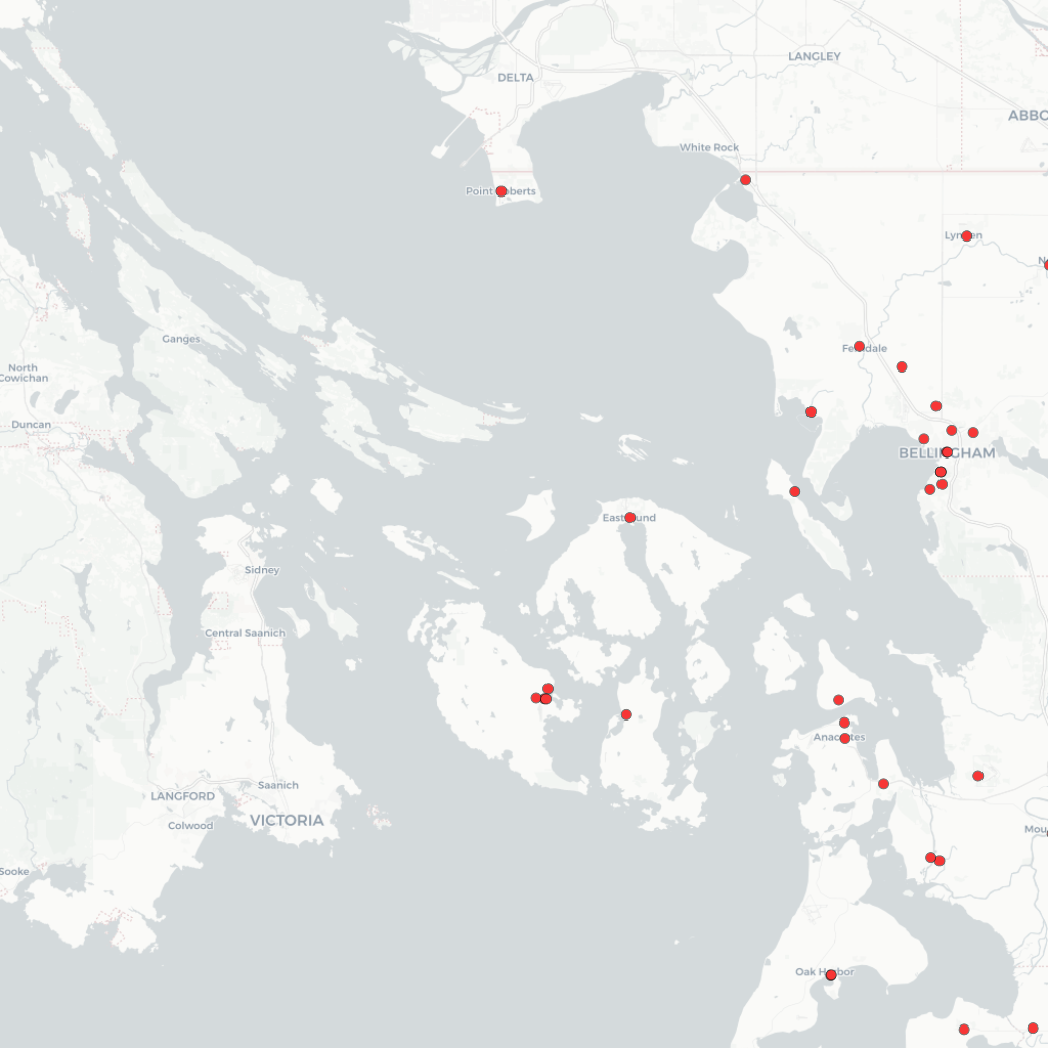 LANGLEY
DELTA
ABBO
White Rock
Point Roberts
Lynden
N
Ganges
Ferndale
North
Cowichan
Duncan
BELLINGHAM
Eastsound
Sidney
Central Saanich
Anacortes
Saanich
LANGFORD
VICTORIA
Colwood
Mou
Sooke
Oak Harbor